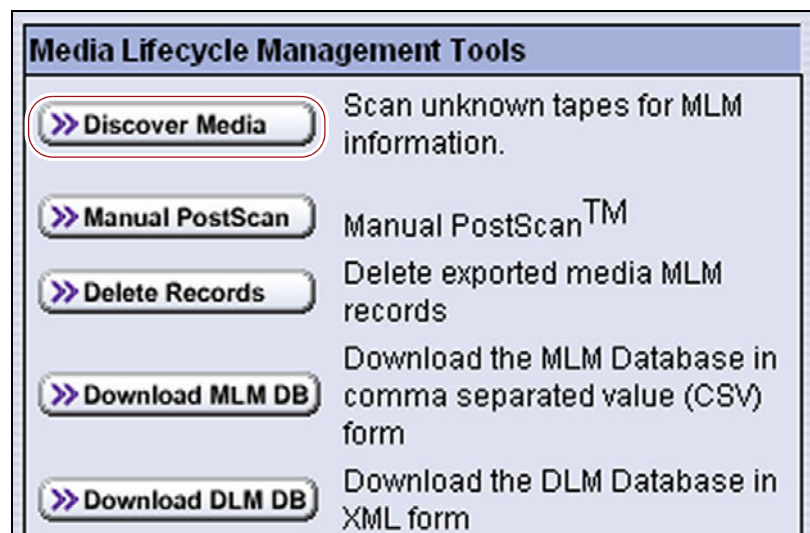 Media Lifecycle Management Tools
>> Discover Media
Scan unknown tapes for MLM
information.
>> Manual PostScan
Manual PostScan™
>> Delete Records
Delete exported media MLM
records
>> Download MLM DB
Download the MLM Database in
comma separated value (CSV)
form
>> Download DLM DB
Download the DLM Database in
XML form